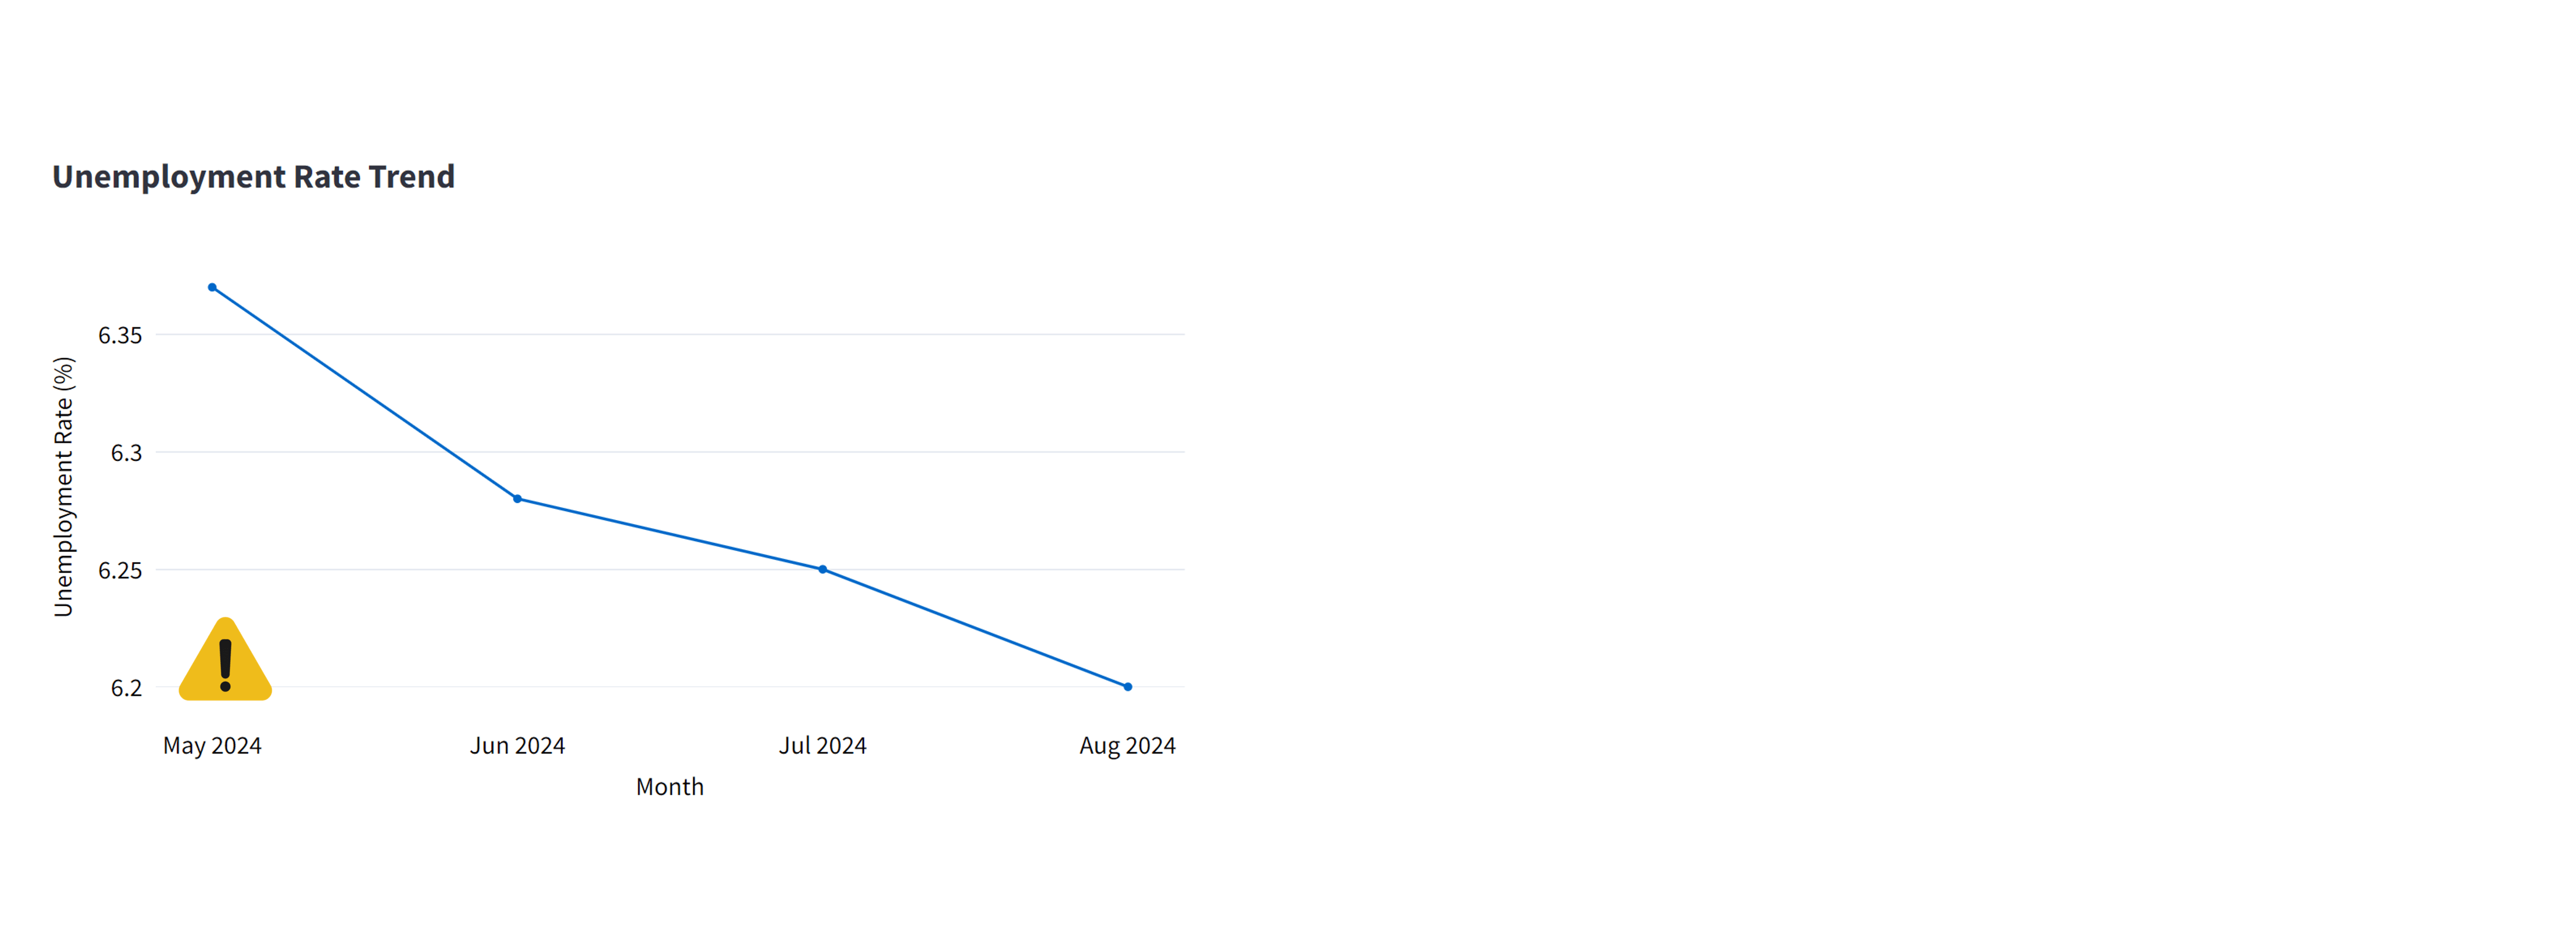 Unemployment Rate Trend
6.35
6.3
6.25
6.2
Unemployment Rate (%)
May 2024 Jun 2024 Jul 2024 Aug 2024
Month